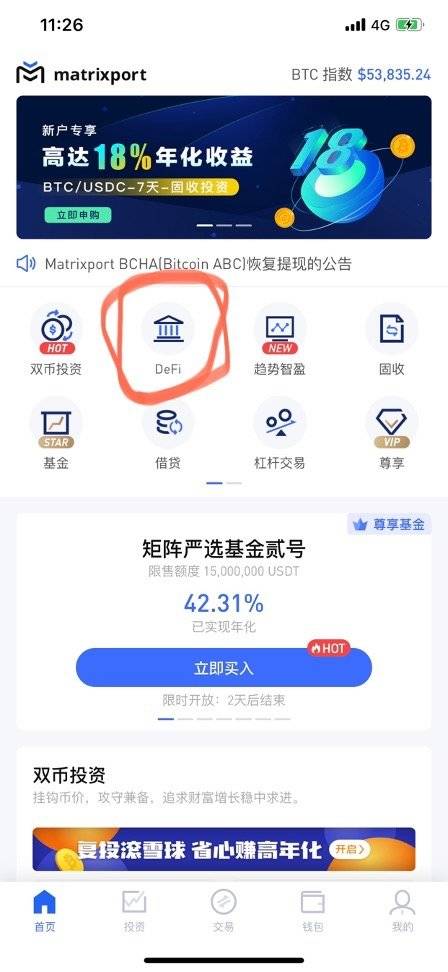 11:26
4G
matrixport
BTC 指数 $53,835.24
新户专享
高达18%年化收益
BTC/USDC-7天-固收投资
立即申购
18
Matrixport BCHA(Bitcoin ABC)恢复提现的公告
HOT
NEW
双币投资
DeFi
趋势智盈
固收
STAR
VIP
基金
借贷
杠杆交易
尊享
尊享基金
矩阵严选基金贰号
限售额度 15,000,000 USDT
42.31%
已实现年化
HOT
立即买入
限时开放：2天后结束
双币投资
挂钩币价，攻守兼备，追求财富增长稳中求进。
复投滚雪球 省心赚高年化
开启>
首页
投资
交易
钱包
我的